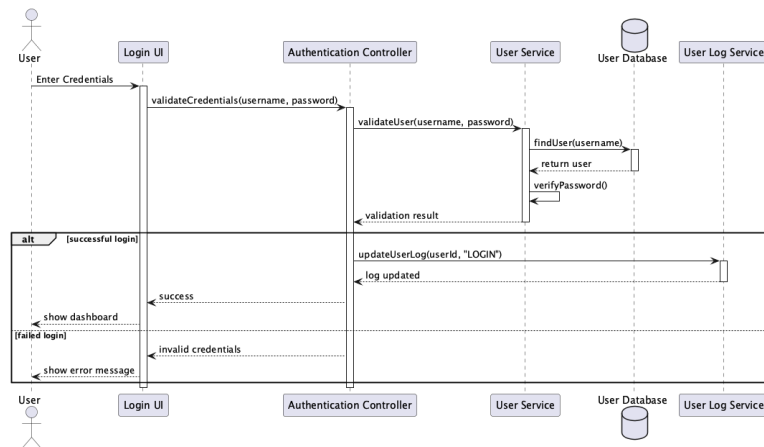 User
Login UI
Authentication Controller
User Service
User Database
User Log Service
Enter Credentials
validateCredentials(username, password)
validateUser(username, password)
findUser(username)
return user
verifyPassword()
validation result
alt
[successful login]
updateUserLog(userId, "LOGIN")
log updated
success
show dashboard
[failed login]
invalid credentials
show error message
User
Login UI
Authentication Controller
User Service
User Database
User Log Service